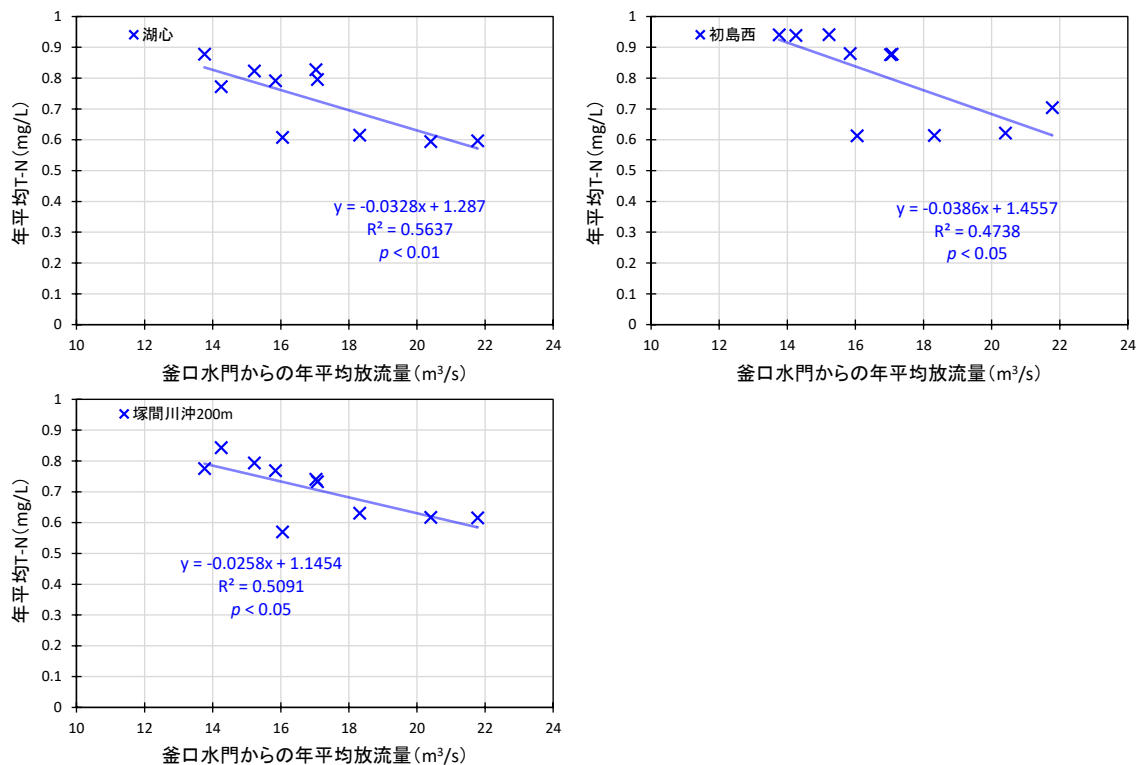 湖心
1
0.9
0.8
0.7
0.6
0.5
0.4
0.3
0.2
0.1
0
年平均T-N(mg/L)
y = -0.0328x + 1.287
R² = 0.5637
p < 0.01
10 12 14 16 18 20 22 24
釜口水門からの年平均放流量(m³/s)
初島西
1
0.9
0.8
0.7
0.6
0.5
0.4
0.3
0.2
0.1
0
年平均T-N(mg/L)
y = -0.0386x + 1.4557
R² = 0.4738
p < 0.05
10 12 14 16 18 20 22 24
釜口水門からの年平均放流量(m³/s)
塚間川沖200m
1
0.9
0.8
0.7
0.6
0.5
0.4
0.3
0.2
0.1
0
年平均T-N(mg/L)
y = -0.0258x + 1.1454
R² = 0.5091
p < 0.05
10 12 14 16 18 20 22 24
釜口水門からの年平均放流量(m³/s)